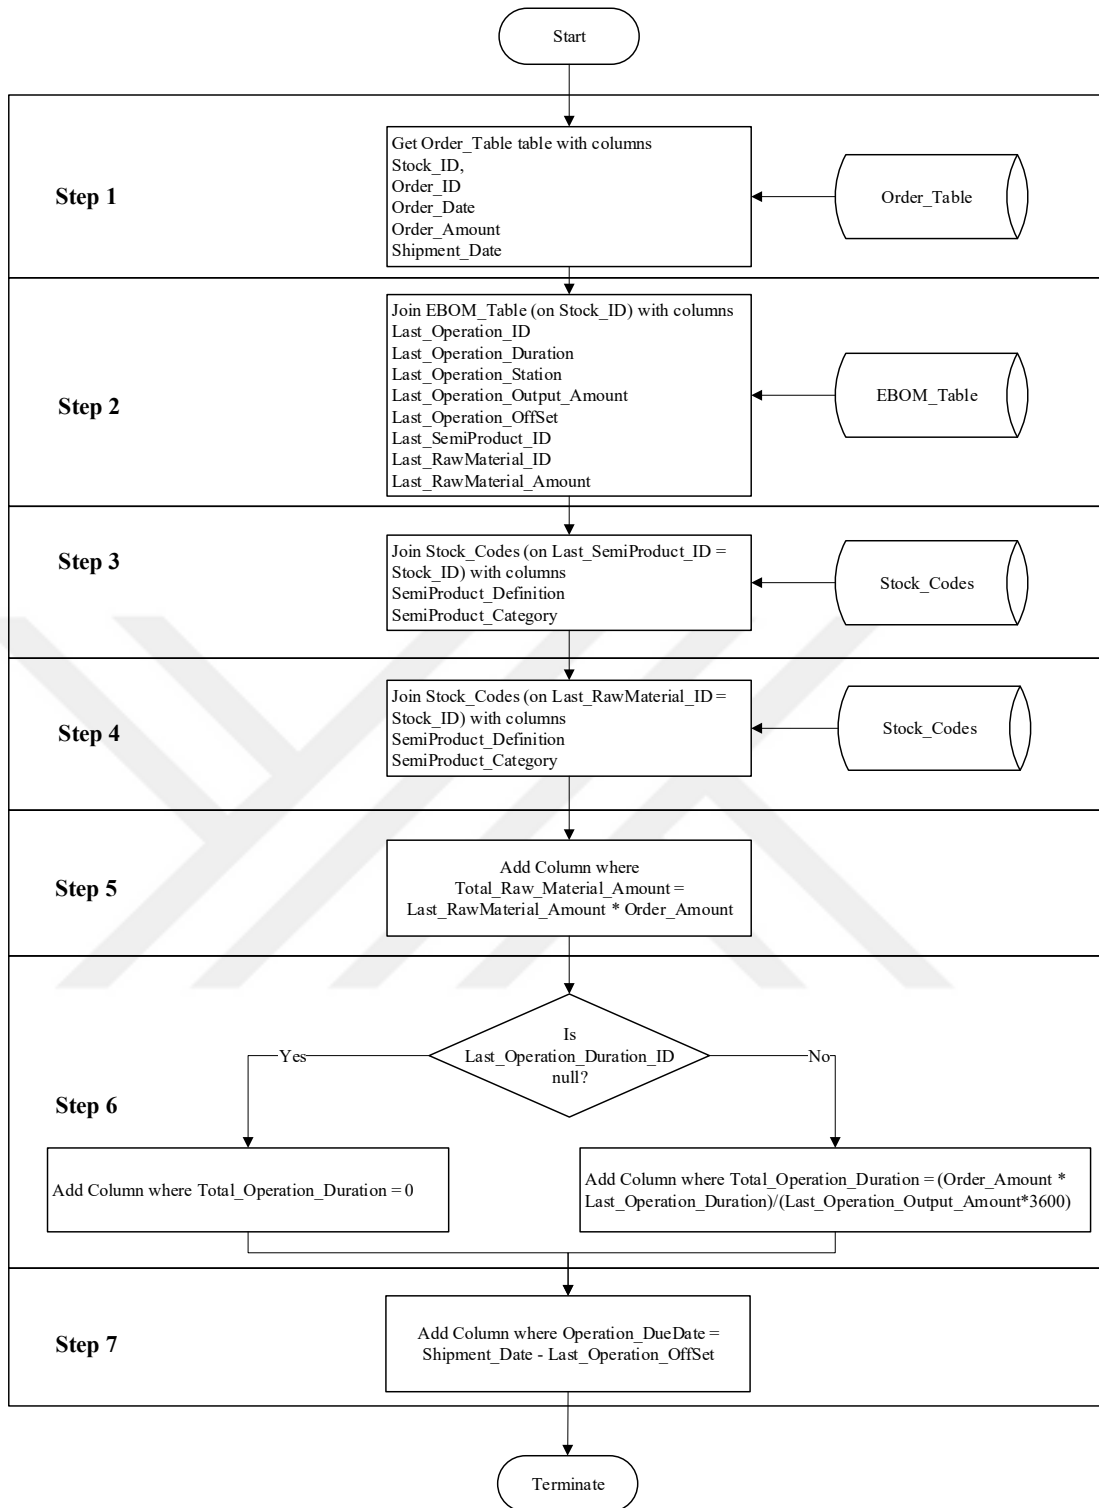 Start
Step 1
Get Order_Table table with columns
Stock_ID,
Order_ID
Order_Date
Order_Amount
Shipment_Date
Order_Table
Step 2
Join EBOM_Table (on Stock_ID) with columns
Last_Operation_ID
Last_Operation_Duration
Last_Operation_Station
Last_Operation_Output_Amount
Last_Operation_OffSet
Last_SemiProduct_ID
Last_RawMaterial_ID
Last_RawMaterial_Amount
EBOM_Table
Step 3
Join Stock_Codes (on Last_SemiProduct_ID =
Stock_ID) with columns
SemiProduct_Definition
SemiProduct_Category
Stock_Codes
Step 4
Join Stock_Codes (on Last_RawMaterial_ID =
Stock_ID) with columns
SemiProduct_Definition
SemiProduct_Category
Stock_Codes
Step 5
Add Column where
Total_Raw_Material_Amount =
Last_RawMaterial_Amount * Order_Amount
Step 6
Is
Last_Operation_Duration_ID
null?
Yes
No
Add Column where Total_Operation_Duration = 0
Add Column where Total_Operation_Duration = (Order_Amount *
Last_Operation_Duration)/(Last_Operation_Output_Amount*3600)
Step 7
Add Column where Operation_DueDate =
Shipment_Date - Last_Operation_OffSet
Terminate